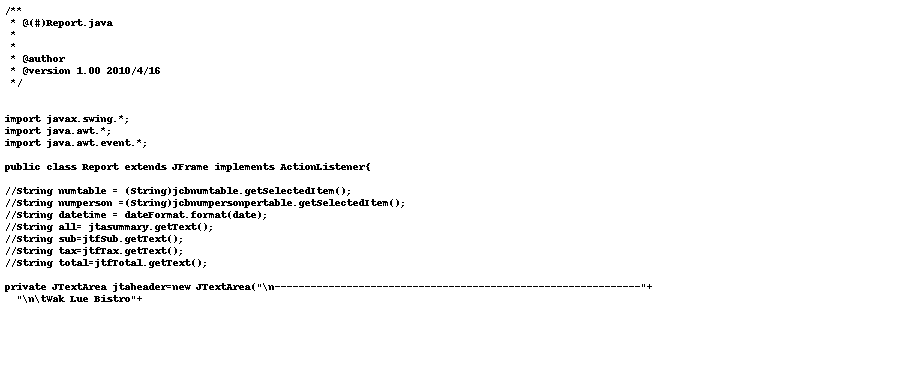 /**
 * @(#)Report.java
 *
 *
 * @author
 * @version 1.00 2010/4/16
 */
import javax.swing.*;
import java.awt.*;
import java.awt.event.*;
public class Report extends JFrame implements ActionListener{
//String numtable = (String)jcbnumtable.getSelectedItem();
//String numperson =(String)jcbnumpersonpertable.getSelectedItem();
//String datetime = dateFormat.format(date);
//String all= jtasummary.getText();
//String sub=jtfSub.getText();
//String tax=jtfTax.getText();
//String total=jtfTotal.getText();
private JTextArea jtaheader=new JTextArea("\n-------------------------------------------------------------"+
  "\n\tWak Lue Bistro"+